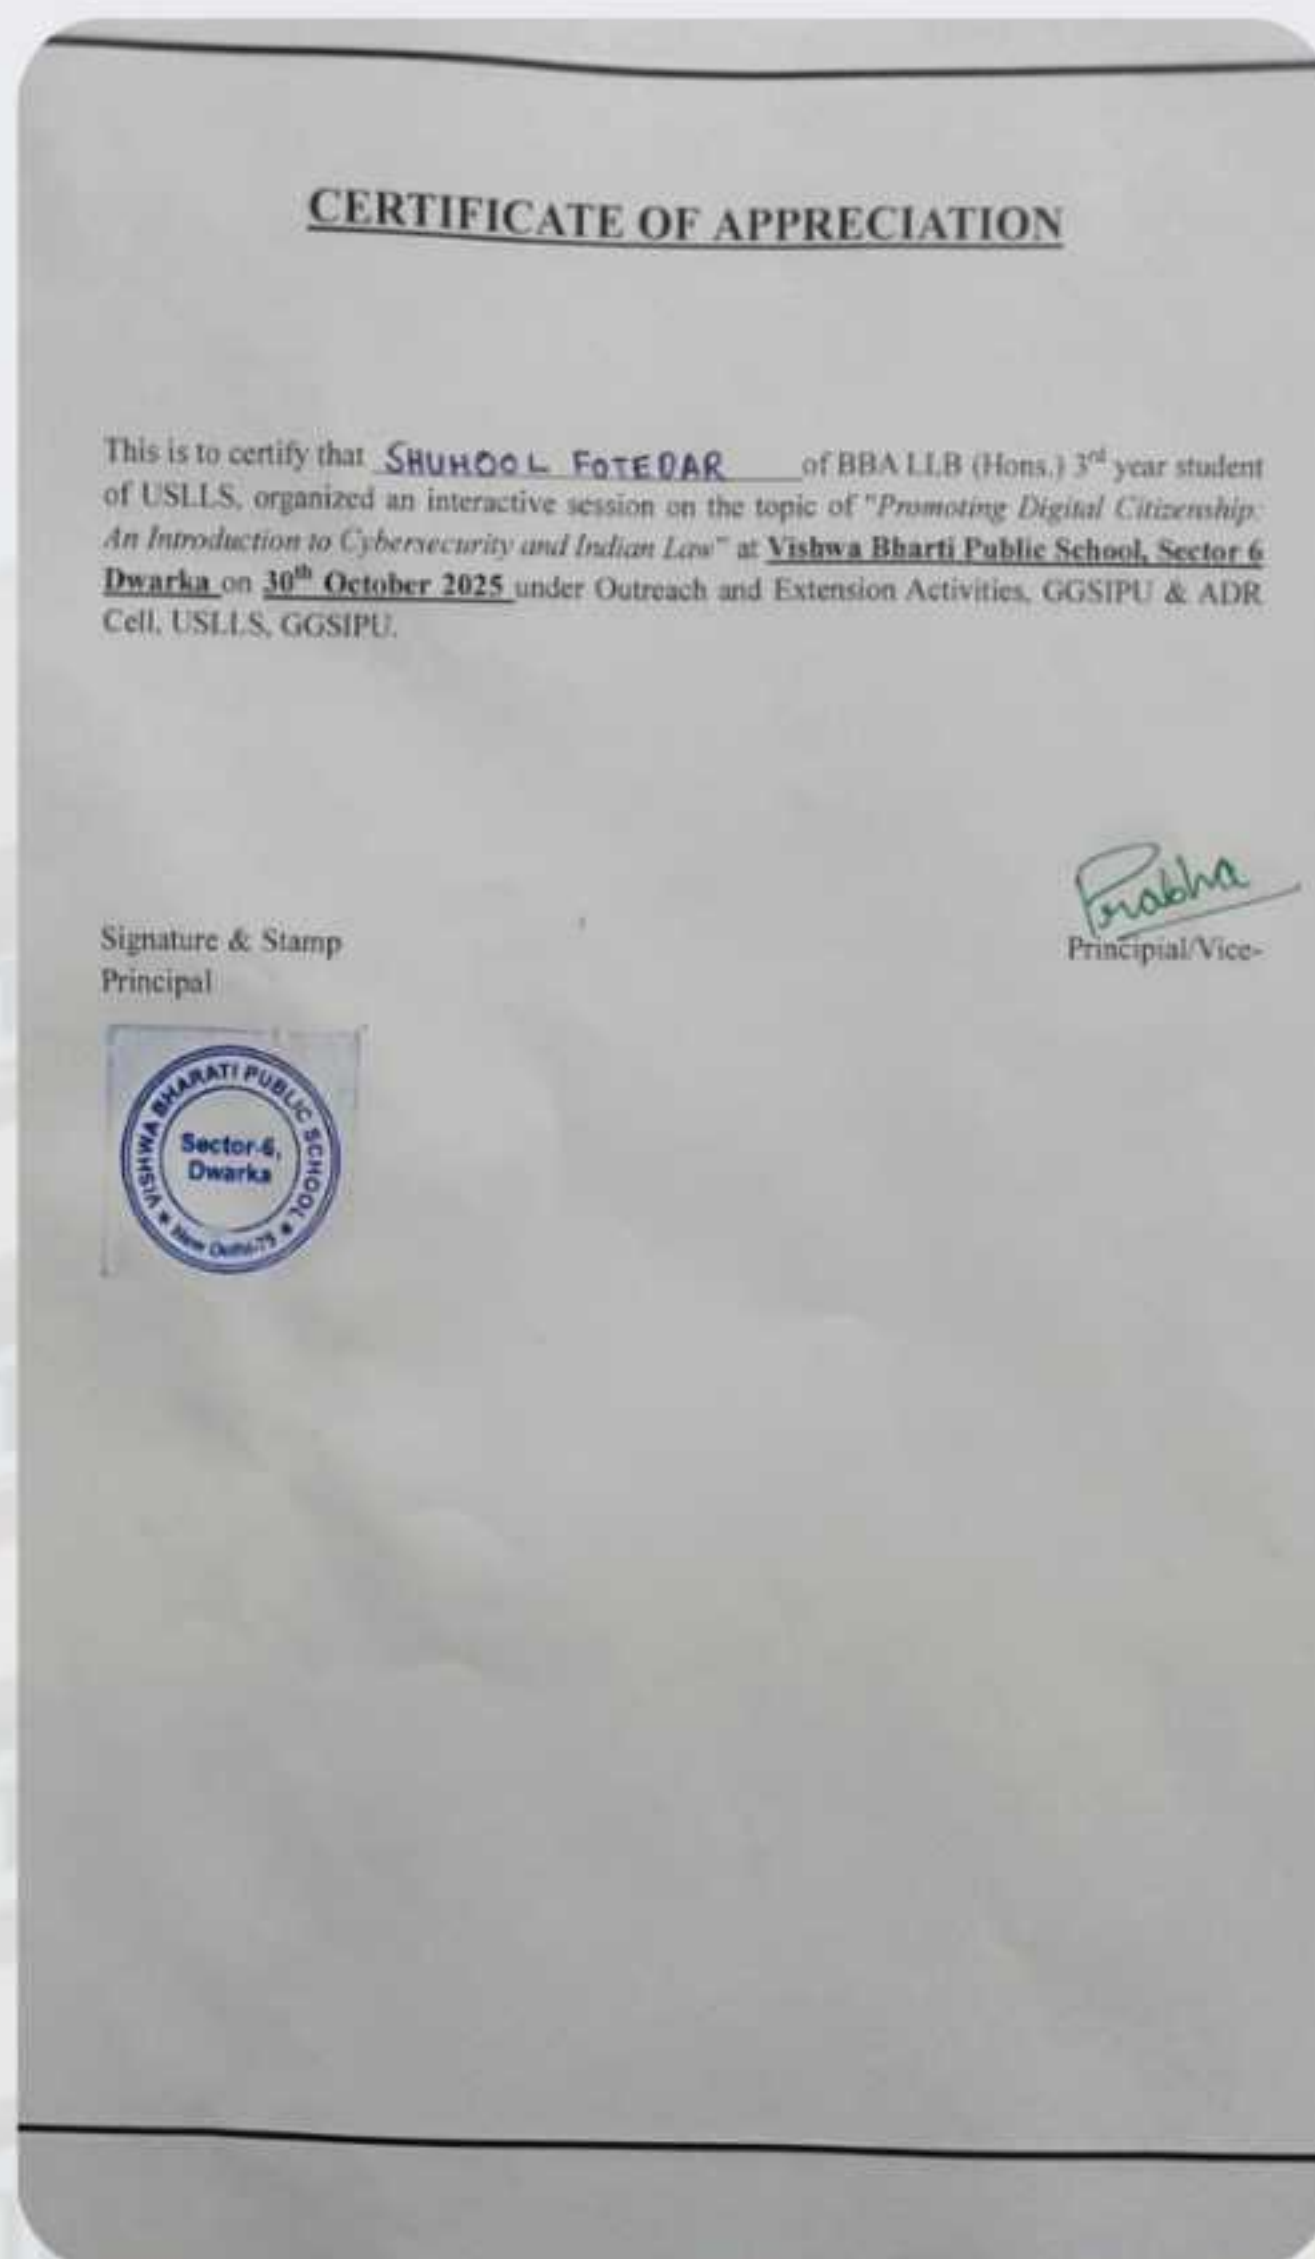 CERTIFICATE OF APPRECIATION
This is to certify that SHUHOOL FOTEDAR of BBA LLB (Hons.) 3rd year student
of USLLS, organized an interactive session on the topic of "Promoting Digital Citizenship:
An Introduction to Cybersecurity and Indian Law" at Vishwa Bharti Public School, Sector 6
Dwarka on 30th October 2025 under Outreach and Extension Activities, GGSIPU & ADR
Cell, USLLS, GGSIPU.
Prabha
Signature & Stamp
Principial/Vice-
Principal
VISHWA BHARATI PUBLIC SCHOOL
Sector-6,
Dwarka
New Delhi-75